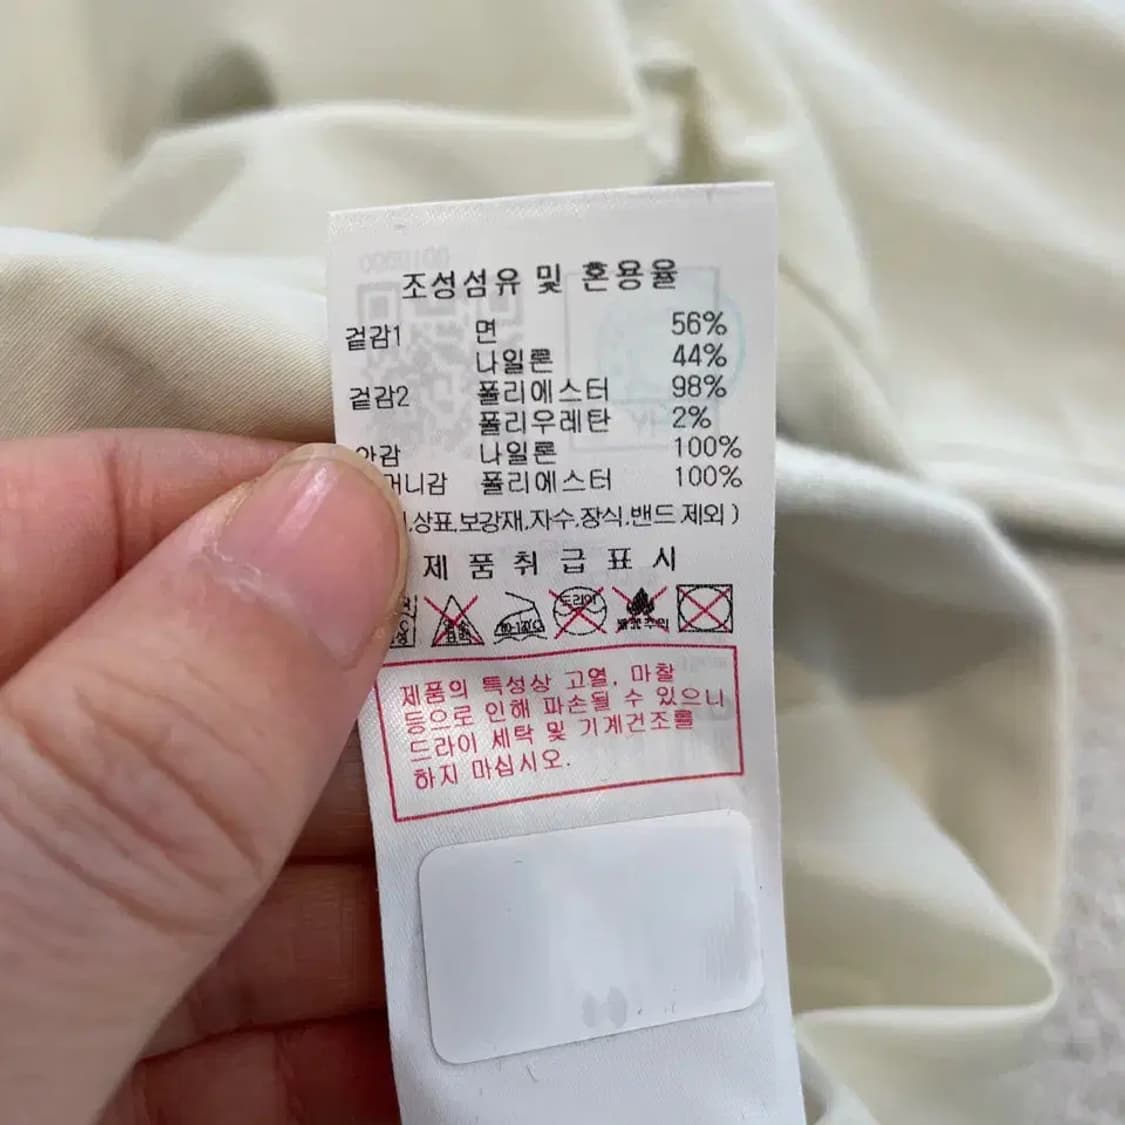 조성섬유 및 혼용율
겉감1 면 56%
나일론 44%
겉감2 폴리에스터 98%
폴리우레탄 2%
안감 나일론 100%
머니감 폴리에스터 100%
,상표,보강재,자수,장식,밴드 제외)
제 품 취 급 표 시
80-120℃ 드라이
제품의 특성상 고열, 마찰
등으로 인해 파손될 수 있으니
드라이 세탁 및 기계건조를
하지 마십시오.